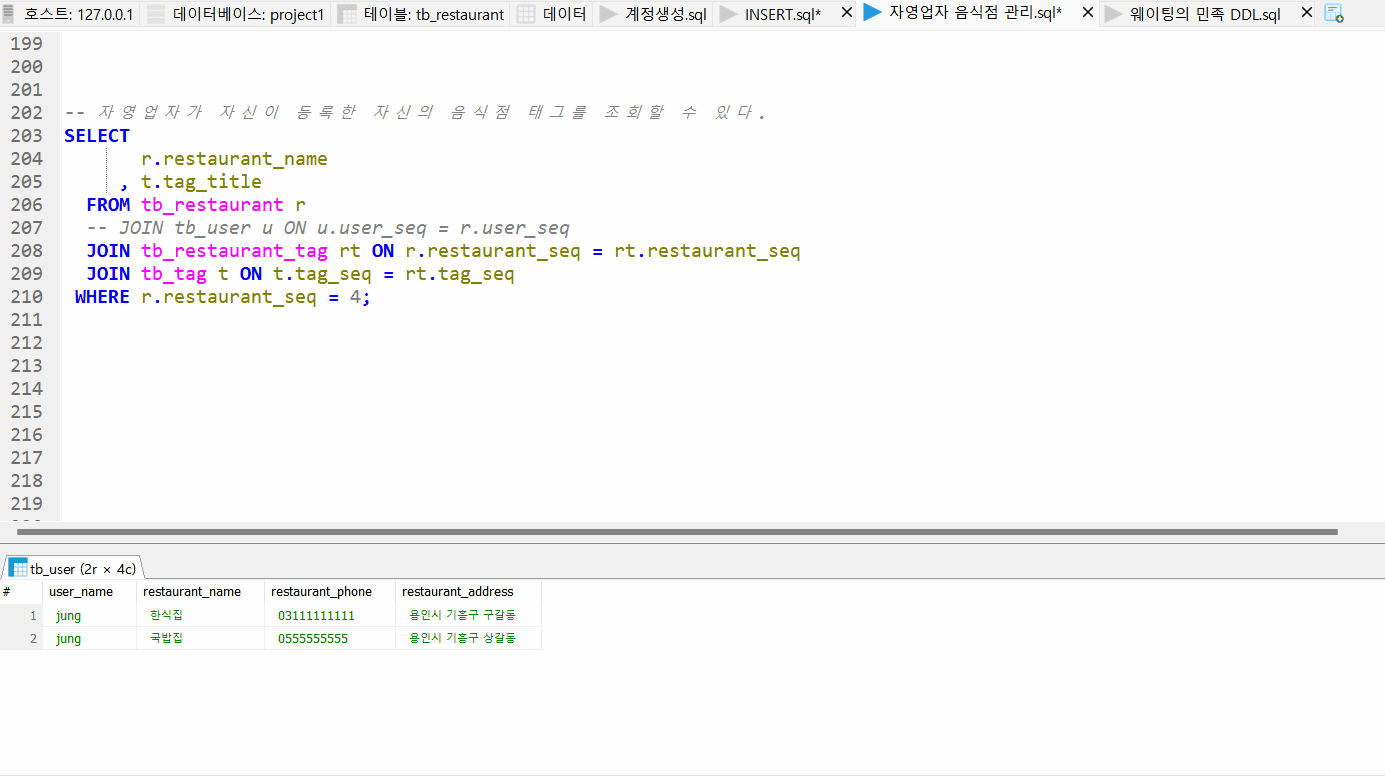 호스트: 127.0.0.1 데이터베이스: project1 테이블: tb_restaurant 데이터 계정생성.sql INSERT.sql* 자영업자 음식점 관리.sql* 웨이팅의 민족 DDL.sql
199
200
201
202 -- 자영업자가 자신이 등록한 자신의 음식점 태그를 조회할 수 있다.
203 SELECT
204 r.restaurant_name
205 , t.tag_title
206 FROM tb_restaurant r
207 -- JOIN tb_user u ON u.user_seq = r.user_seq
208 JOIN tb_restaurant_tag rt ON r.restaurant_seq = rt.restaurant_seq
209 JOIN tb_tag t ON t.tag_seq = rt.tag_seq
210 WHERE r.restaurant_seq = 4;
211
212
213
214
215
216
217
218
219
tb_user (2r × 4c)
# user_name restaurant_name restaurant_phone restaurant_address
1 jung 한식집 03111111111 용인시 기흥구 구갈동
2 jung 국밥집 0555555555 용인시 기흥구 상갈동